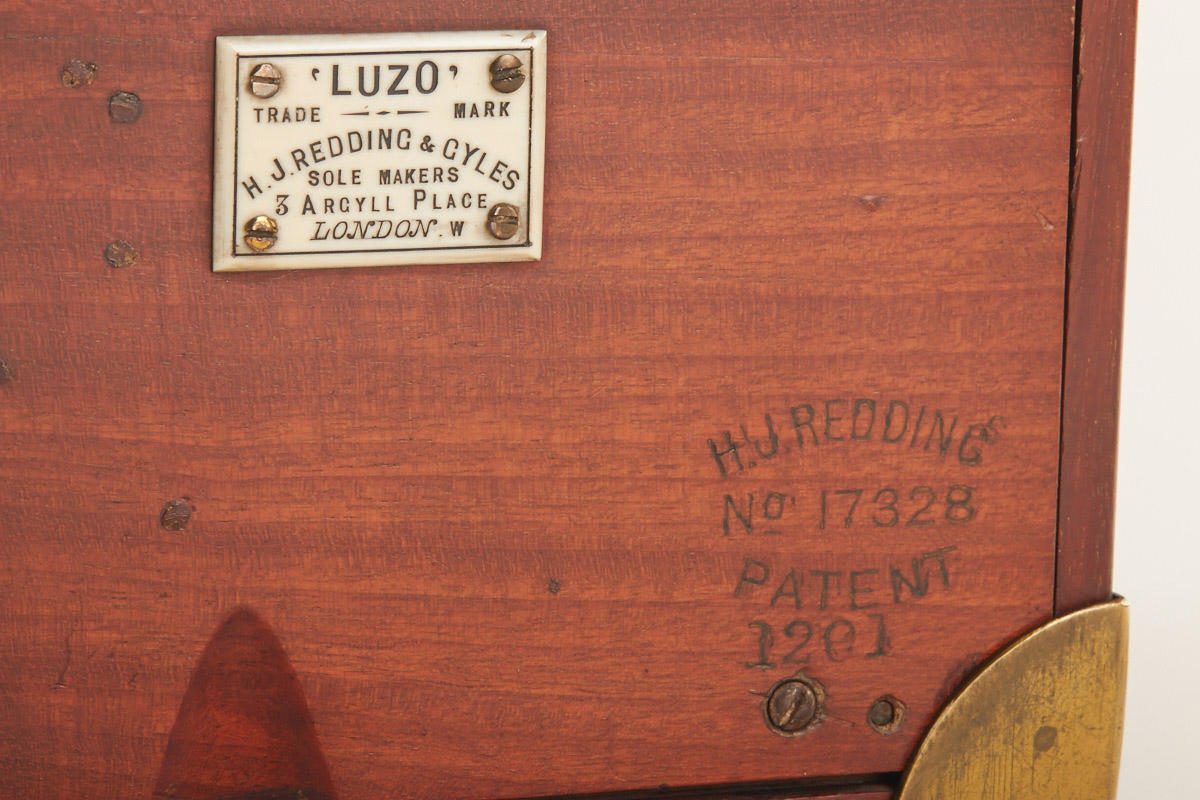 'LUZO'
TRADE MARK
H.J.REDDING & GYLES
SOLE MAKERS
3 ARGYLL PLACE
LONDON. W
H.J.REDDING'S
No. 17328
PATENT
1201